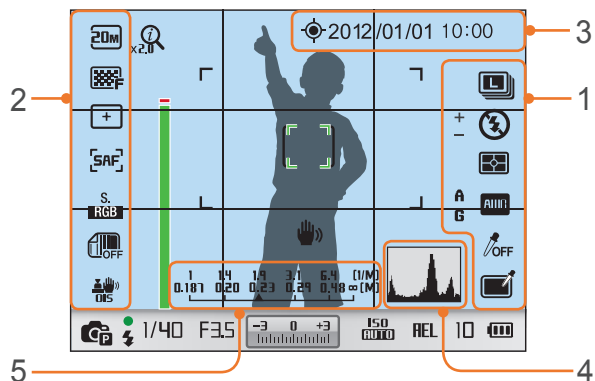 3
2012/01/01 10:00
2
20M
F
i
x2.0
+
SAF
S.
RGB
OFF
OIS
1
L
+
–
AWB
A
G
OFF
1 1.4 1.9 3.1 6.4 (1/M)
0.187 0.20 0.23 0.29 0.48 ∞ (M)
P
1/40 F3.5 –3 0 +3 ISO AUTO AEL 10
5
4